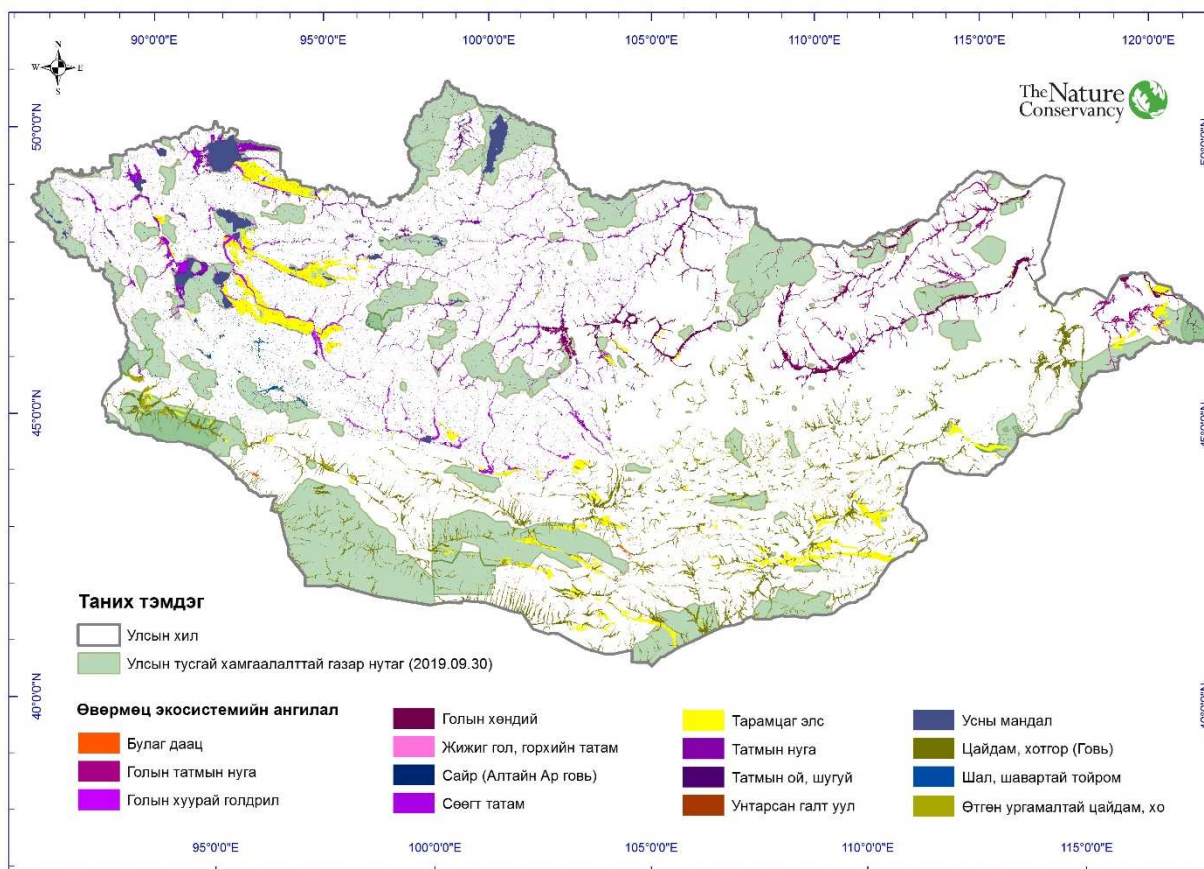 90°0'0"E 95°0'0"E 100°0'0"E 105°0'0"E 110°0'0"E 115°0'0"E 120°0'0"E
N
W E
S
The Nature
Conservancy
50°0'0"N
45°0'0"N
40°0'0"N
Таних тэмдэг
Улсын хил
Улсын тусгай хамгаалалттай газар нутаг (2019.09.30)
Өвөрмөц экосистемийн ангилал
Булаг даац
Голын татмын нуга
Голын хуурай голдрил
Голын хөндий
Жижиг гол, горхийн татам
Сайр (Алтайн Ар говь)
Сөөгт татам
Тарамцаг элс
Татмын нуга
Татмын ой, шугуй
Унтарсан галт уул
Усны мандал
Цайдам, хотгор (Говь)
Шал, шавартай тойром
Өтгөн ургамалтай цайдам, хо
95°0'0"E 100°0'0"E 105°0'0"E 110°0'0"E 115°0'0"E